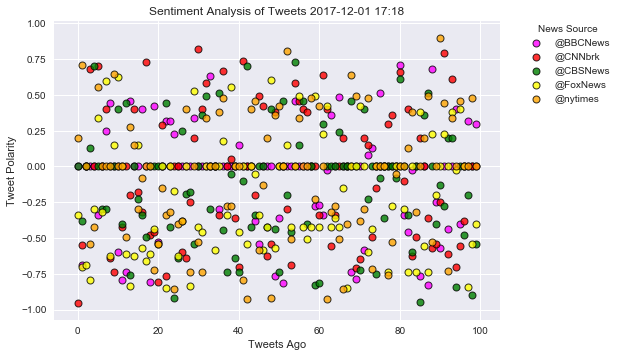 Sentiment Analysis of Tweets 2017-12-01 17:18
News Source
@BBCNews
@CNNbrk
@CBSNews
@FoxNews
@nytimes
Tweet Polarity
1.00
0.75
0.50
0.25
0.00
−0.25
−0.50
−0.75
−1.00
0 20 40 60 80 100
Tweets Ago